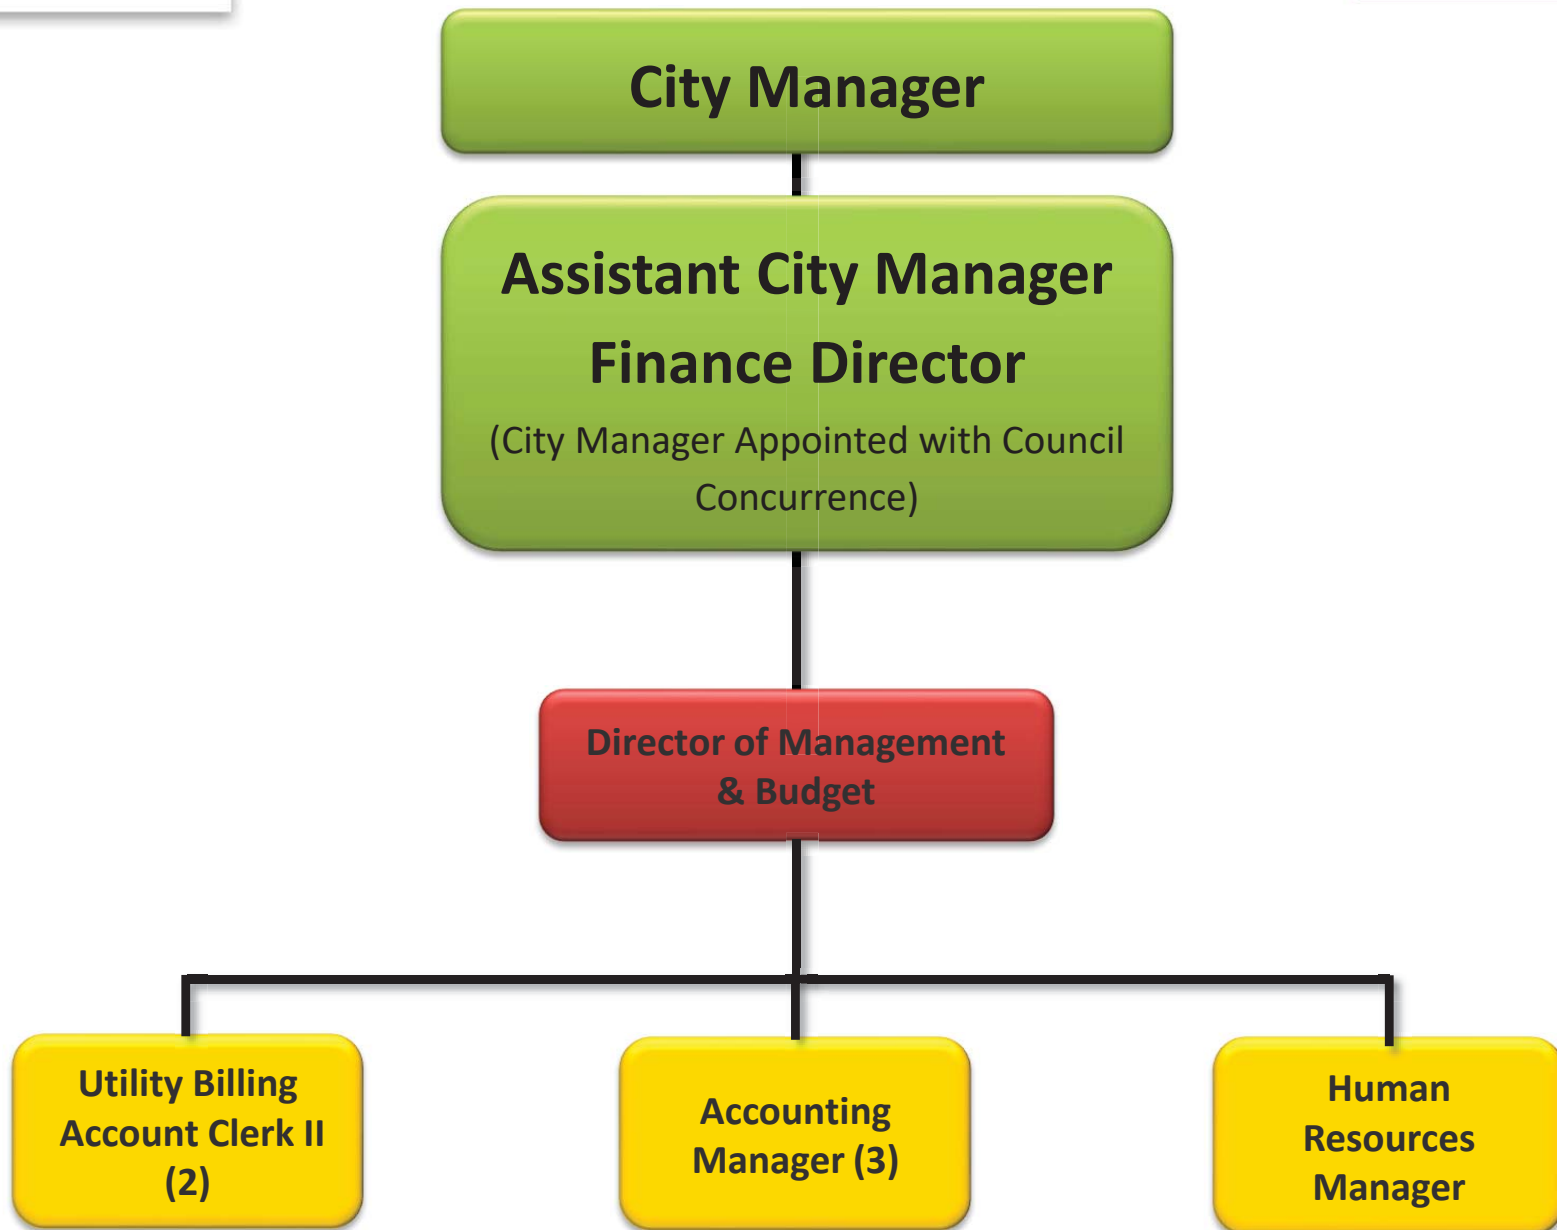 City Manager
Assistant City Manager
Finance Director
(City Manager Appointed with Council
Concurrence)
Director of Management
& Budget
Utility Billing
Account Clerk II
(2)
Accounting
Manager (3)
Human
Resources
Manager